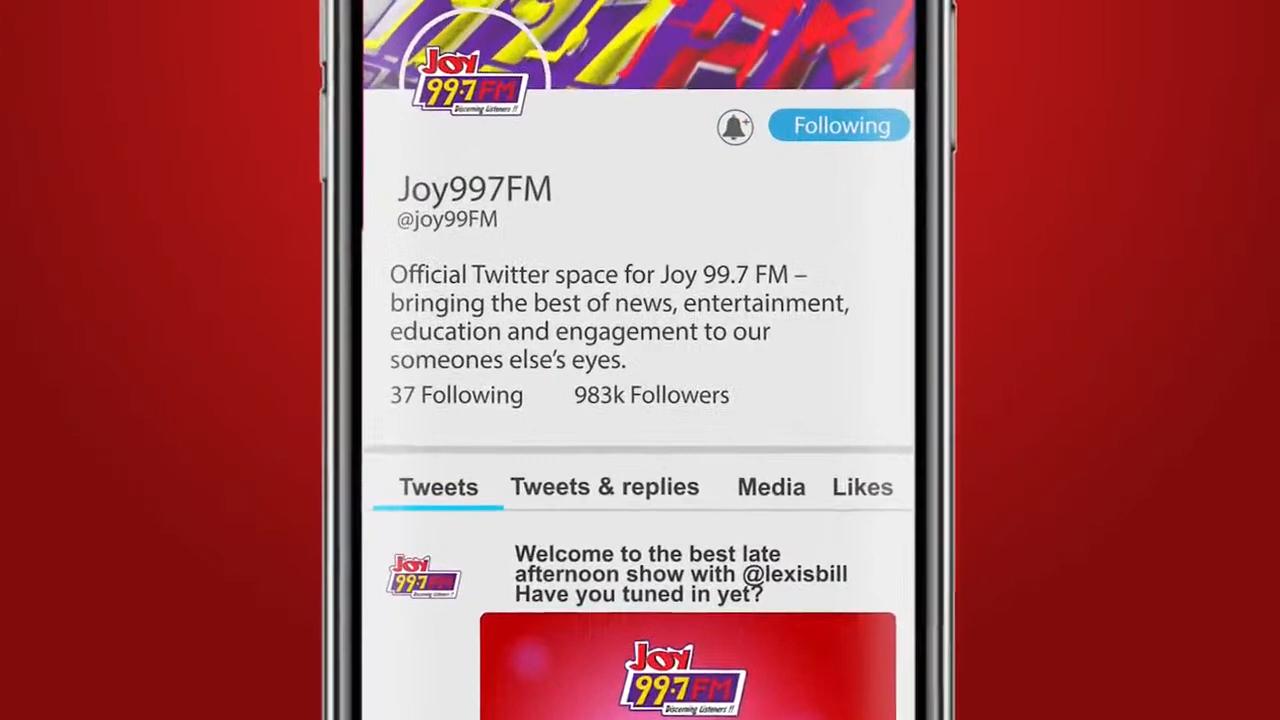 Joy
99.7 FM
Discerning Listeners !!
Following
Joy997FM
@joy99FM
Official Twitter space for Joy 99.7 FM –
bringing the best of news, entertainment,
education and engagement to our
someones else's eyes.
37 Following 983k Followers
Tweets Tweets & replies Media Likes
Joy
99.7 FM
Discerning Listeners !!
Welcome to the best late
afternoon show with @lexisbill
Have you tuned in yet?
Joy
99.7 FM
Discerning Listeners !!